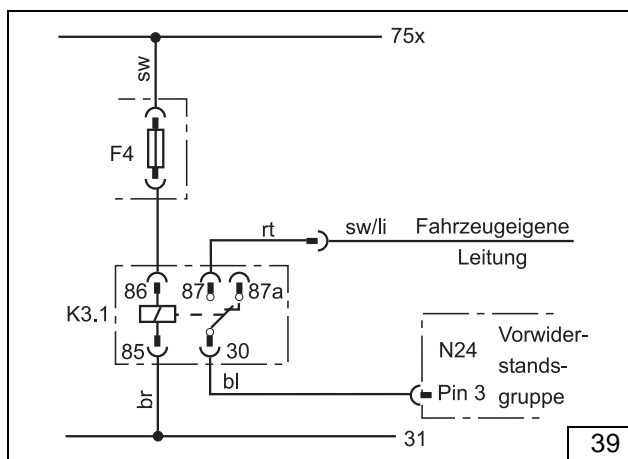 75x
sw
F4
rt
sw/li
Fahrzeugeigene
Leitung
86
87
87a
K3.1
85
30
N24
Vorwider-
stands-
gruppe
Pin 3
bl
br
31
39